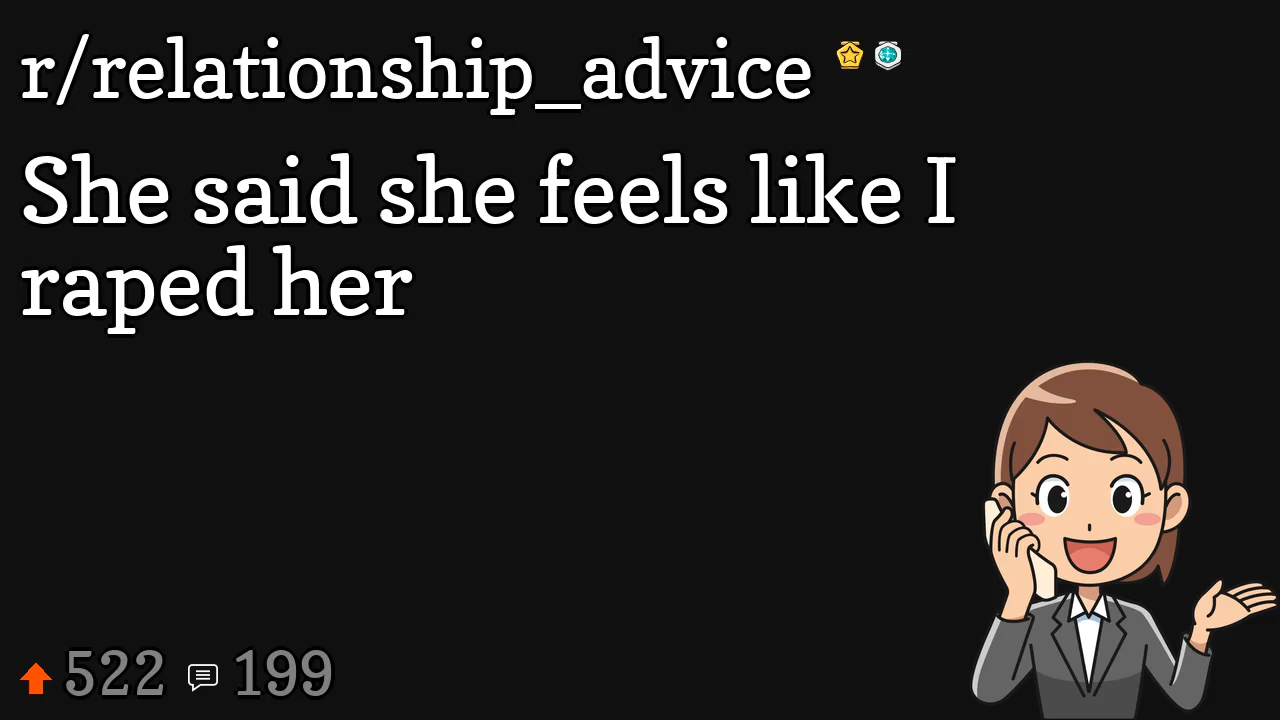 r/relationship_advice
She said she feels like I
raped her
522 199